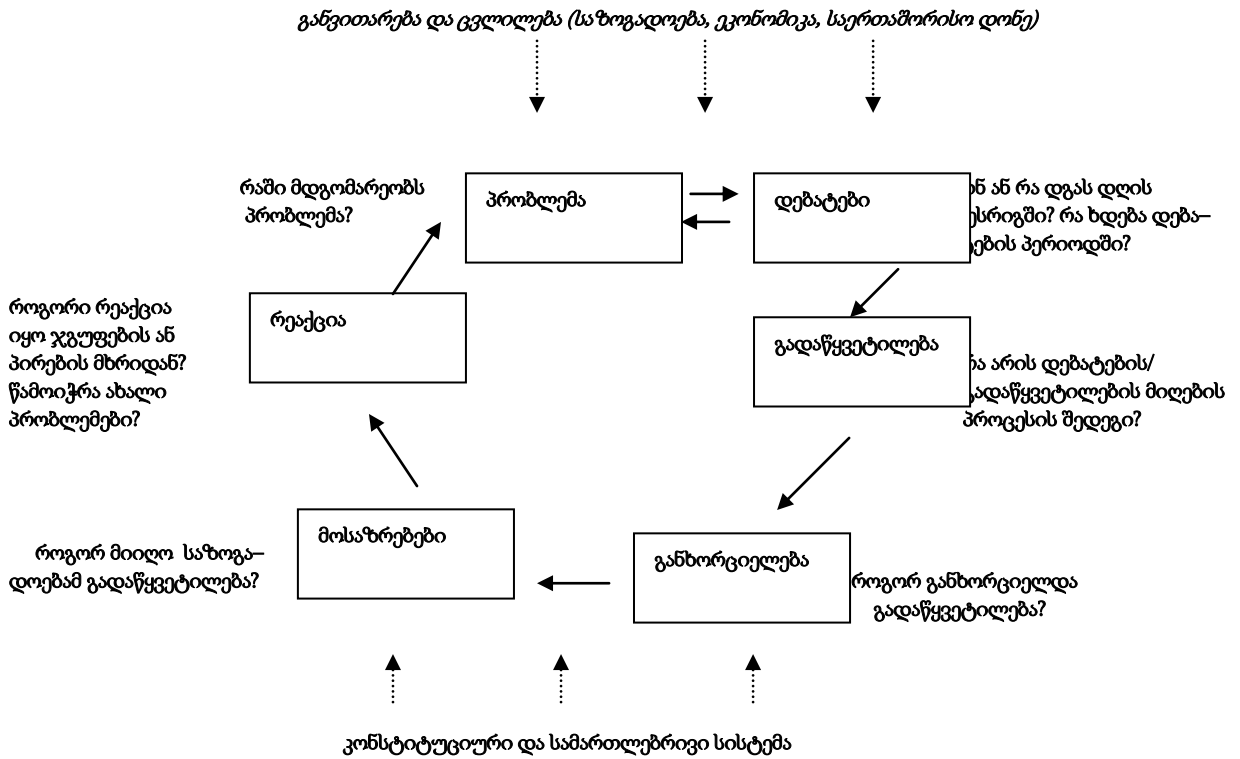 განვითარება და ცვლილება (საზოგადოება, ეკონომიკა, საერთაშორისო დონე)
რაში მდგომარეობს
პრობლემა?
პრობლემა
დებატები
ან რა დგას დღის
რა ხდება დება–
პერიოდში?
როგორი რეაქცია
იყო ჯგუფების ან
პირების მხრიდან?
წამოიჭრა ახალი
პრობლემები?
რეაქცია
გადაწყვეტილება
არის დებატების/
გადაწყვეტილების მიღების
პროცესის შედეგი?
როგორ მიიღო საზოგა–
დოებამ გადაწყვეტილება?
მოსაზრებები
განხორციელება
როგორ განხორციელდა
გადაწყვეტილება?
კონსტიტუციური და სამართლებრივი სისტემა